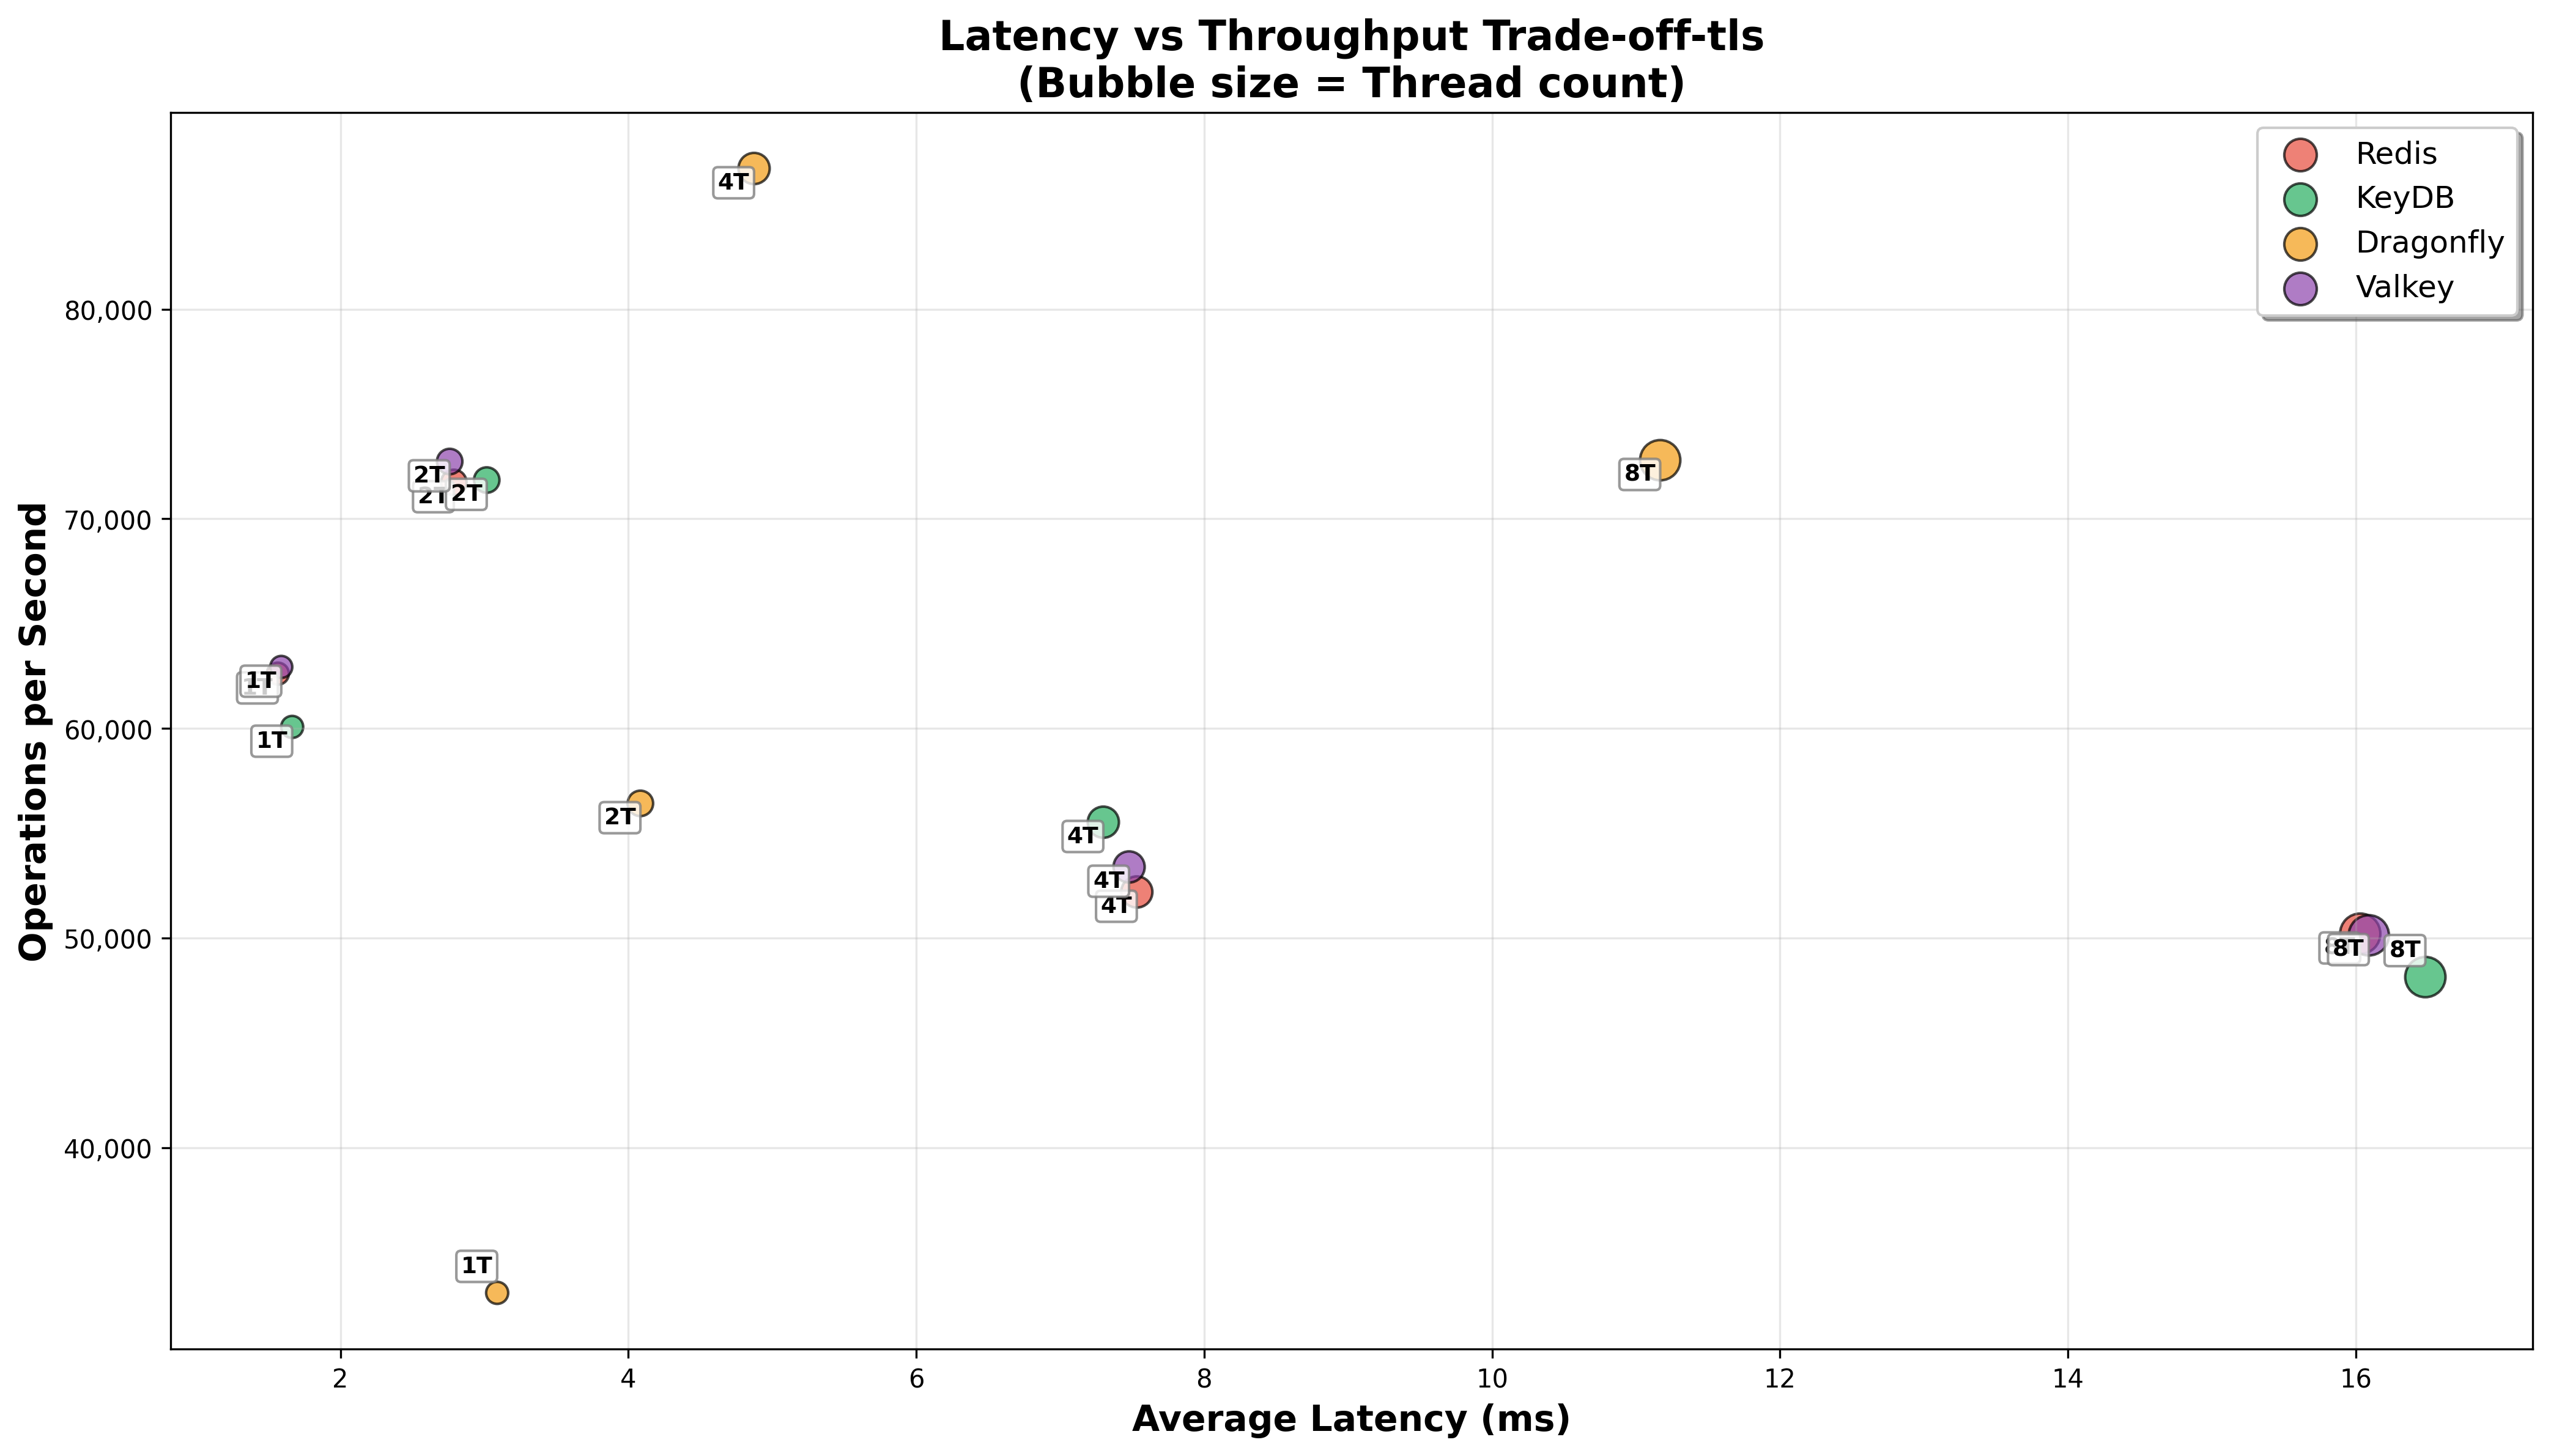 Latency vs Throughput Trade-off-tls
(Bubble size = Thread count)
Redis
KeyDB
Dragonfly
Valkey
4T
80,000
2T
2T
2T
8T
70,000
Operations per Second
1T
60,000
1T
2T
4T
4T
4T
50,000
8T
8T
40,000
1T
2
4
6
8
10
12
14
16
Average Latency (ms)